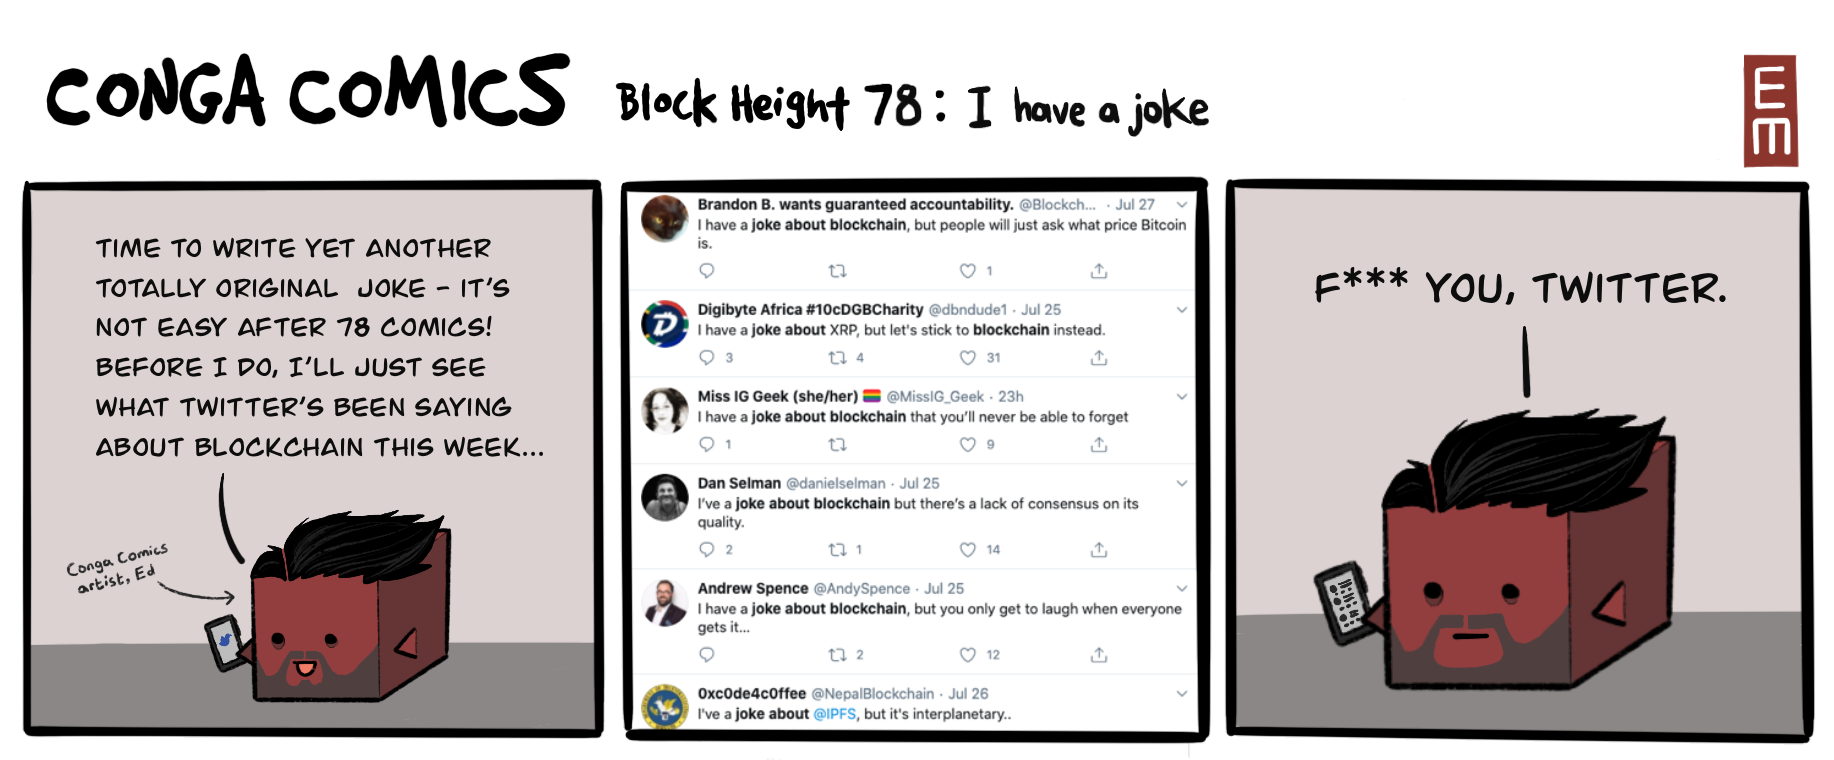 CONGA COMICS
Block Height 78: I have a joke
WM
TIME TO WRITE YET ANOTHER
TOTALLY ORIGINAL JOKE - IT'S
NOT EASY AFTER 78 COMICS!
BEFORE I DO, I'LL JUST SEE
WHAT TWITTER'S BEEN SAYING
ABOUT BLOCKCHAIN THIS WEEK...
Conga Comics
artist, Ed
Brandon B. wants guaranteed accountability. @Blockch... · Jul 27
I have a joke about blockchain, but people will just ask what price Bitcoin
is.
1
Digibyte Africa #10cDGBCharity @dbndude1 · Jul 25
I have a joke about XRP, but let's stick to blockchain instead.
3 4 31
Miss IG Geek (she/her) 🏳️‍🌈 @MissIG_Geek · 23h
I have a joke about blockchain that you'll never be able to forget
1 9
Dan Selman @danielselman · Jul 25
I've a joke about blockchain but there's a lack of consensus on its
quality.
2 1 14
Andrew Spence @AndySpence · Jul 25
I have a joke about blockchain, but you only get to laugh when everyone
gets it...
2 12
0xc0de4c0ffee @NepalBlockchain · Jul 26
I've a joke about @IPFS, but it's interplanetary..
F*** YOU, TWITTER.